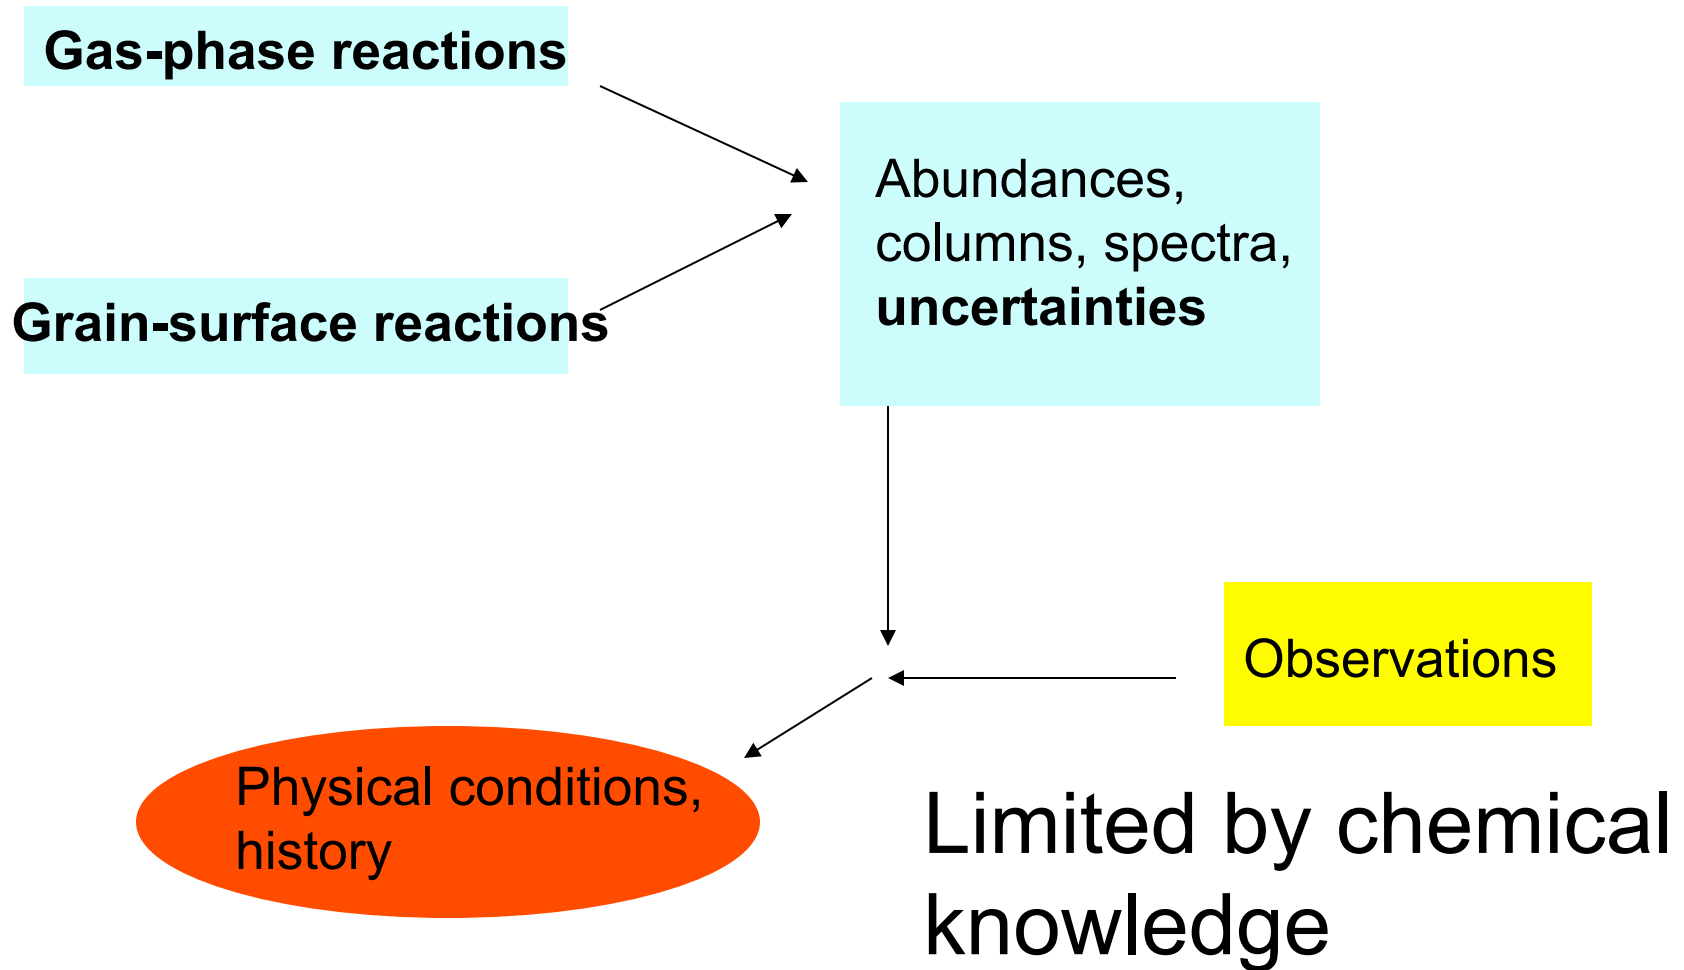 Gas-phase reactions
Grain-surface reactions
Abundances,
columns, spectra,
uncertainties
Observations
Physical conditions,
history
Limited by chemical
knowledge